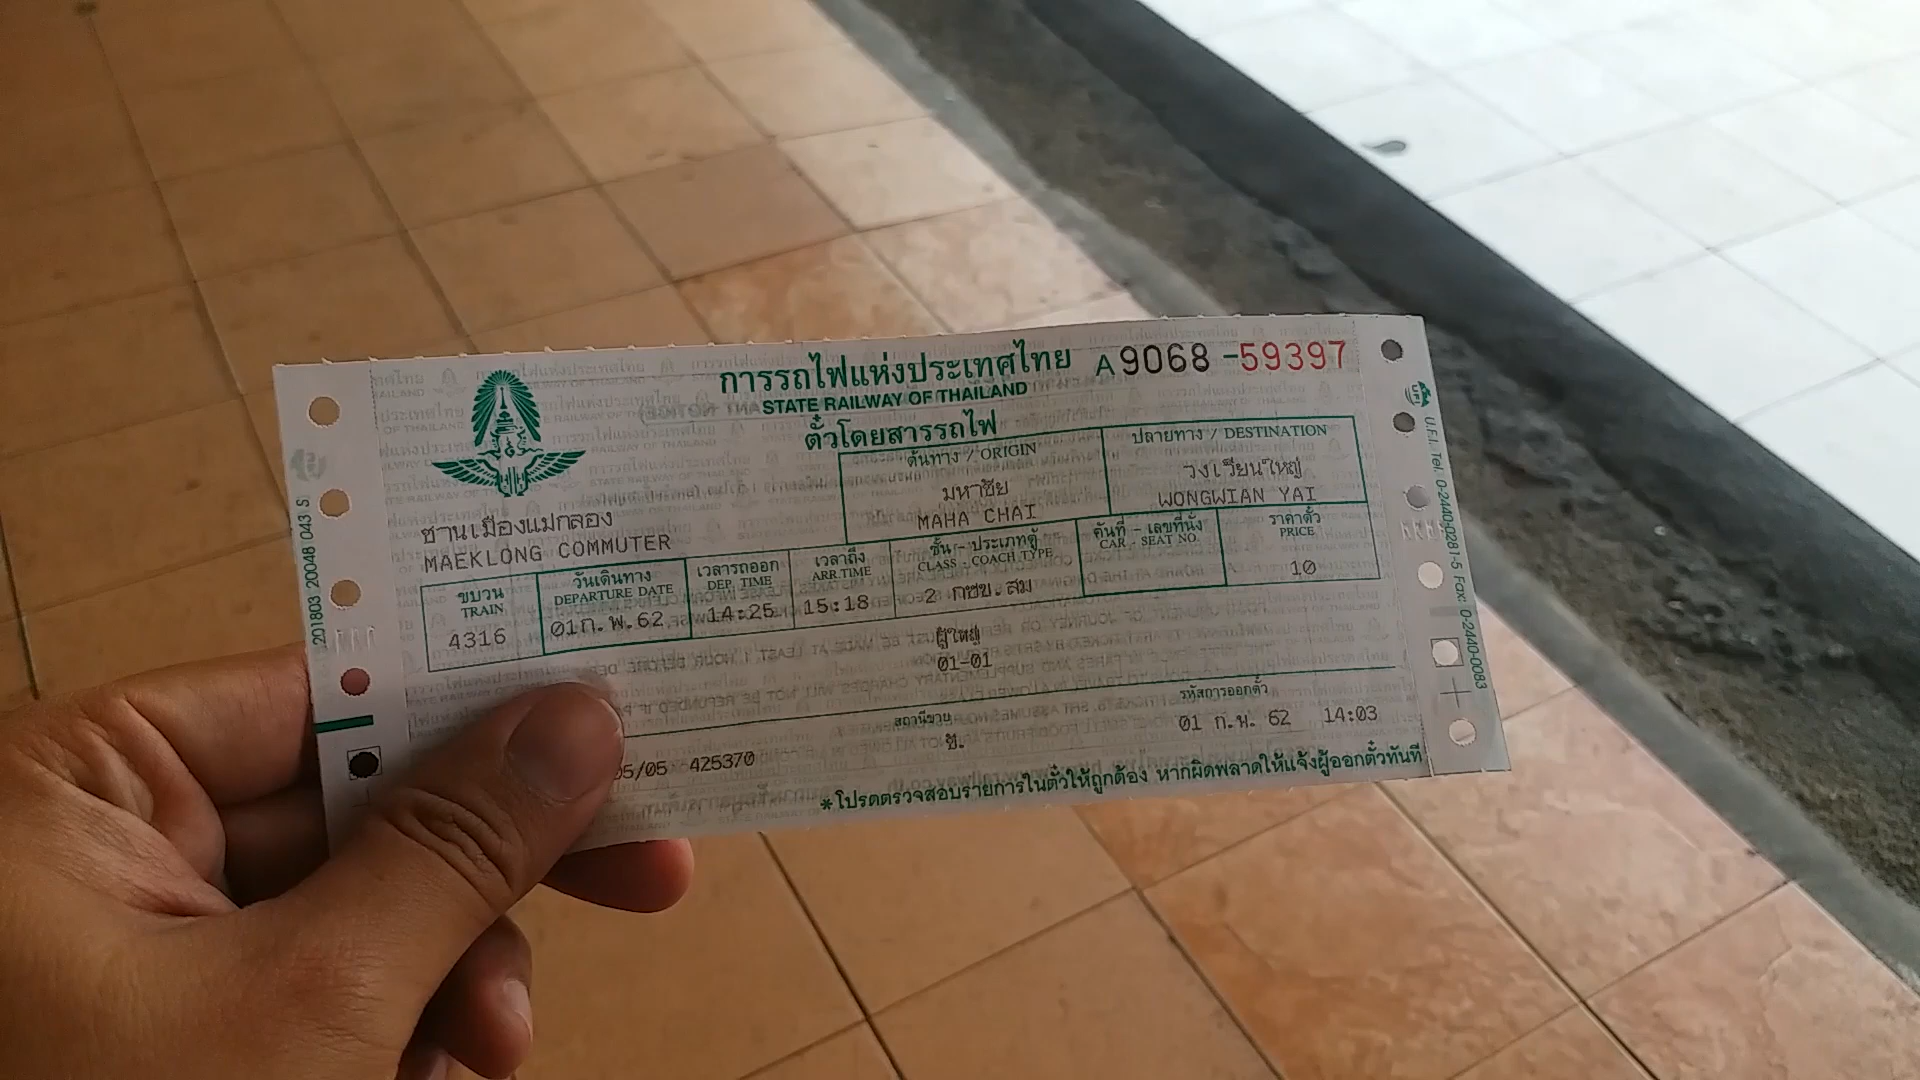 การรถไฟแห่งประเทศไทย A9068-59397
STATE RAILWAY OF THAILAND
ตั๋วโดยสารรถไฟ
ต้นทาง / ORIGIN
ปลายทาง / DESTINATION
มหาชัย
วงเวียนใหญ่
MAHA CHAI
WONGWIAN YAI
ชานเมืองแม่กลอง
MAEKLONG COMMUTER
ขบวน
TRAIN
วันเดินทาง
DEPARTURE DATE
เวลารถออก
DEP. TIME
เวลาถึง
ARR.TIME
ชั้น - ประเภทตู้
CLASS - COACH TYPE
คันที่ - เลขที่นั่ง
CAR - SEAT NO.
ราคาตั๋ว
PRICE
4316
01ก.พ.62
14:25
15:18
2 กซข.สม
10
ผู้ใหญ่
01-01
สถานีขาย
รหัสการออกตั๋ว
05/05 425370
ข.
01 ก.พ. 62 14:03
*โปรดตรวจสอบรายการในตั๋วให้ถูกต้อง หากผิดพลาดให้แจ้งผู้ออกตั๋วทันที
201803 20048 043 S
U.F.I. Tel. 0-2440-0281-5 Fax: 0-2440-0083